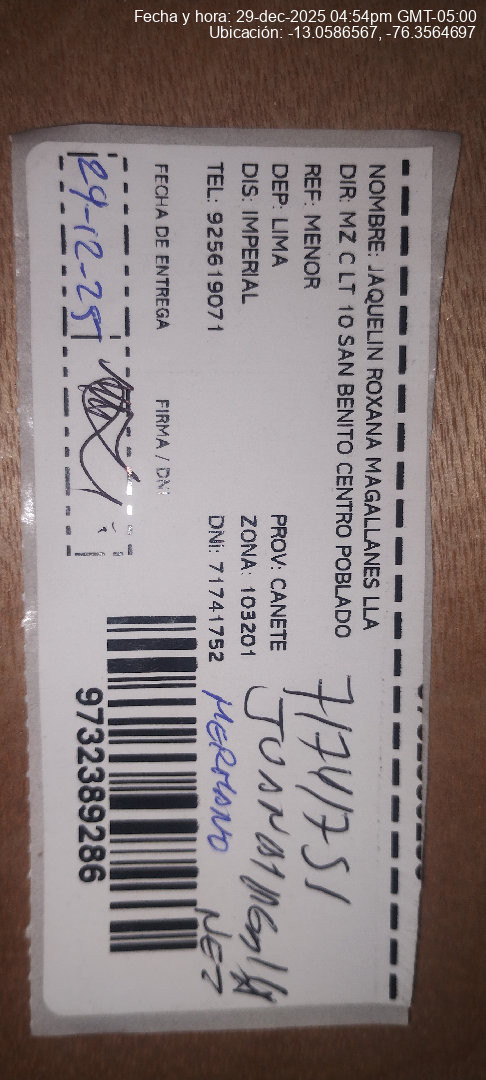 Fecha y hora: 29-dec-2025 04:54pm GMT-05:00
Ubicación: -13.0586567, -76.3564697
NOMBRE: JAQUELIN ROXANA MAGALLANES LLA
DIR: MZ C LT 10 SAN BENITO CENTRO POBLADO
REF: MENOR
DEP: LIMA PROV: CANETE
DIS: IMPERIAL ZONA: 103201
TEL: 925619071 DNI: 71741752
FECHA DE ENTREGA FIRMA / DNI
29-12-25
9732389286
71741751
JUAN
HERMANO